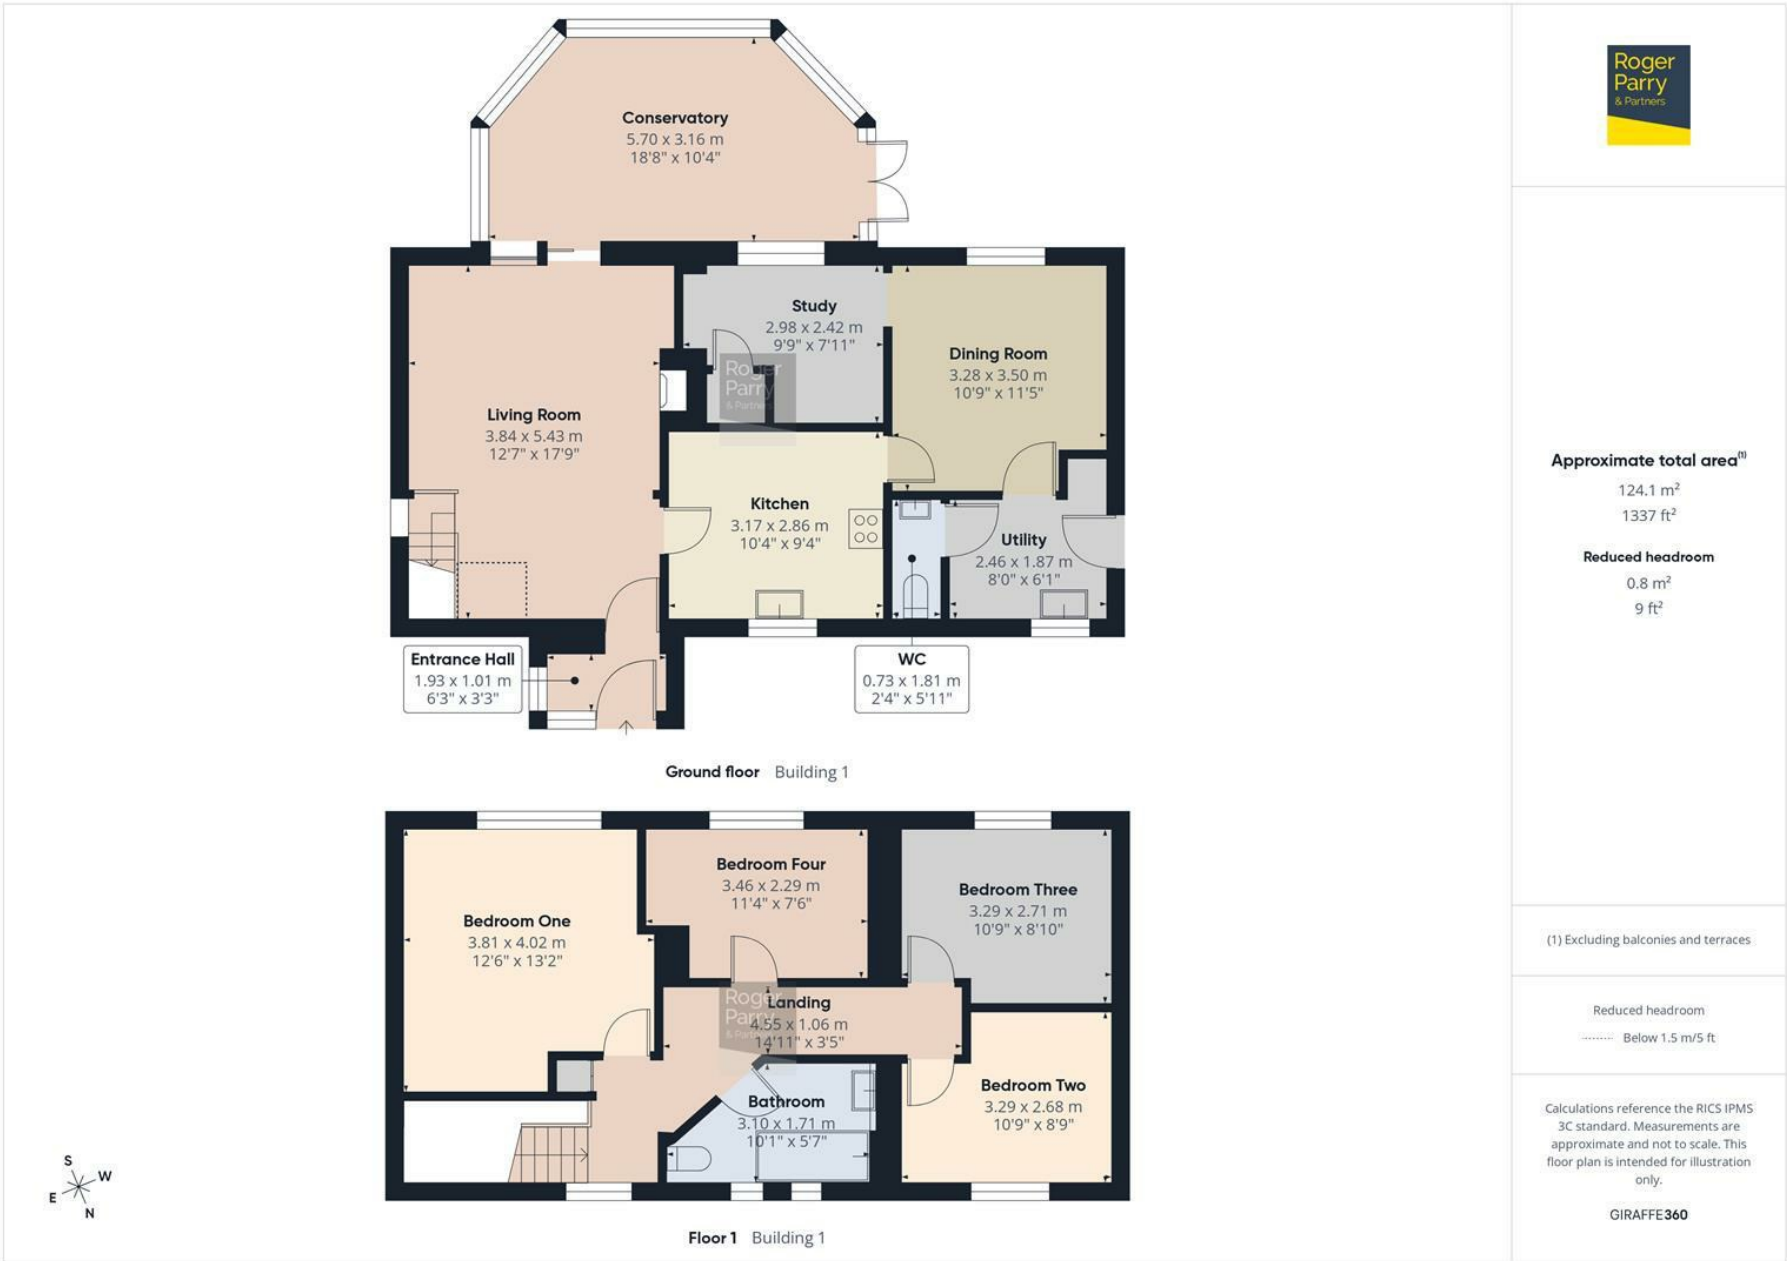 Conservatory
5.70 x 3.16 m
18'8" x 10'4"
Study
2.98 x 2.42 m
9'9" x 7'11"
Dining Room
3.28 x 3.50 m
10'9" x 11'5"
Living Room
3.84 x 5.43 m
12'7" x 17'9"
Roger
Parry
& Partners
Kitchen
3.17 x 2.86 m
10'4" x 9'4"
Utility
2.46 x 1.87 m
8'0" x 6'1"
Entrance Hall
1.93 x 1.01 m
6'3" x 3'3"
WC
0.73 x 1.81 m
2'4" x 5'11"
Ground floor Building 1
Bedroom One
3.81 x 4.02 m
12'6" x 13'2"
Bedroom Four
3.46 x 2.29 m
11'4" x 7'6"
Bedroom Three
3.29 x 2.71 m
10'9" x 8'10"
Roger
Parry
& Partners
Landing
4.55 x 1.06 m
14'11" x 3'5"
Bathroom
3.10 x 1.71 m
10'1" x 5'7"
Bedroom Two
3.29 x 2.68 m
10'9" x 8'9"
S
W
E
N
Floor 1 Building 1
Roger
Parry
& Partners
Approximate total area(1)
124.1 m²
1337 ft²
Reduced headroom
0.8 m²
9 ft²
(1) Excluding balconies and terraces
Reduced headroom
Below 1.5 m/5 ft
Calculations reference the RICS IPMS
3C standard. Measurements are
approximate and not to scale. This
floor plan is intended for illustration
only.
GIRAFFE360